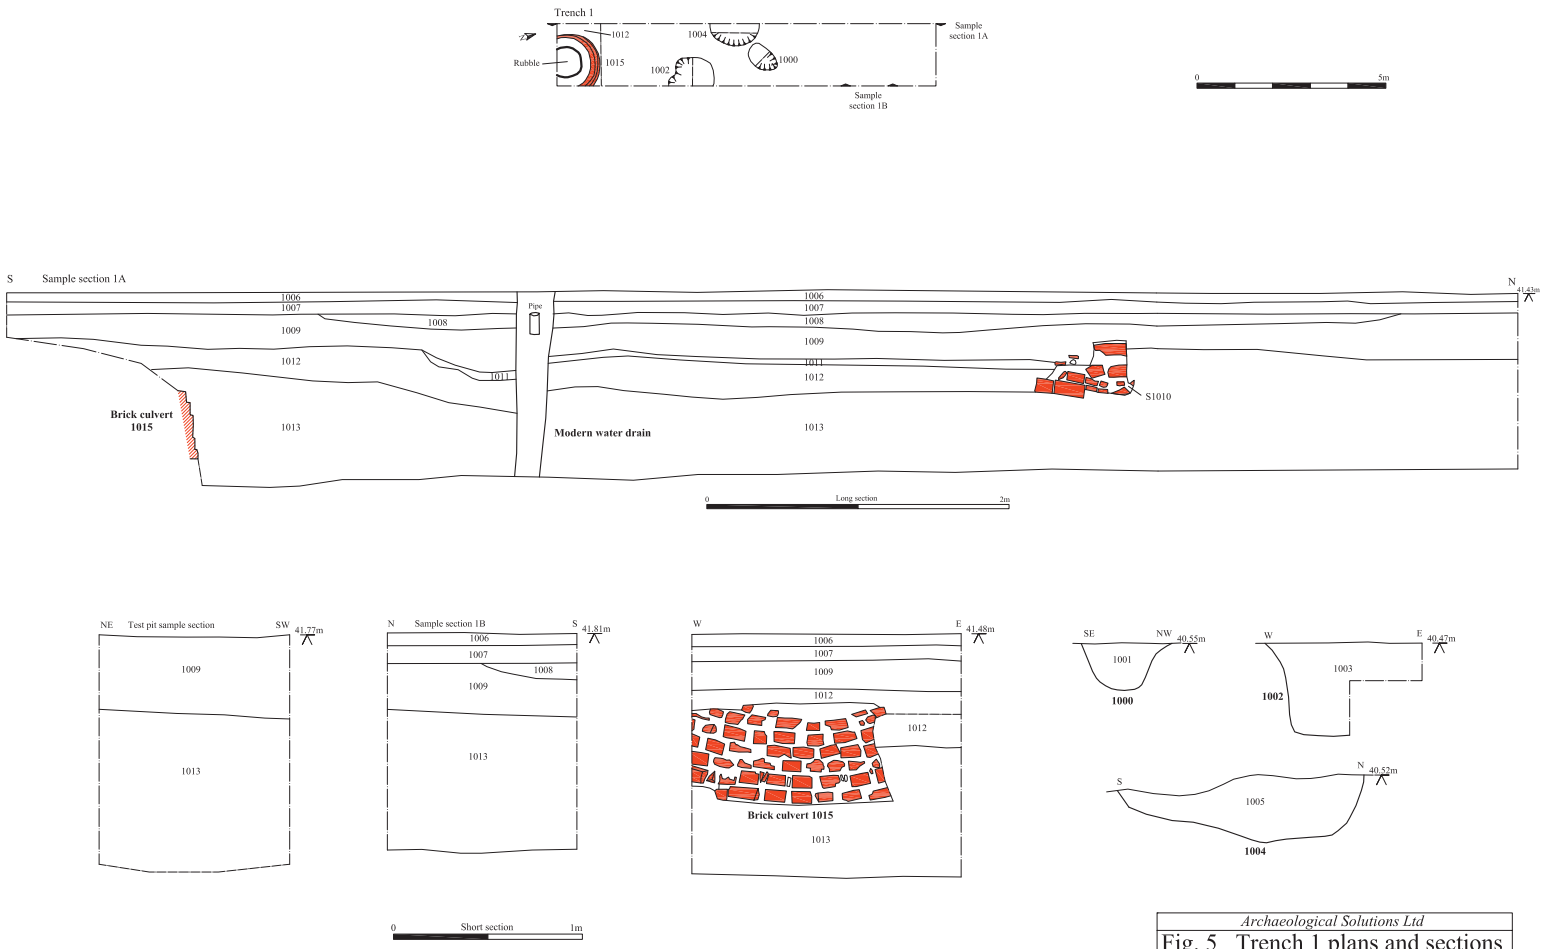 Trench 1
Sample
section 1A
1012
1004
1000
Rubble
1015
1002
Sample
section 1B
0
5m
N
S
Sample section 1A
N
41.43m
1006
1007
1008
1009
1012
1011
1013
Pipe
1006
1007
1008
1009
1011
1012
1013
S1010
Brick culvert
1015
Modern water drain
0
Long section
2m
NE
Test pit sample section
SW
41.77m
1009
1013
N
Sample section 1B
S
41.81m
1006
1007
1008
1009
1013
W
E
41.48m
1006
1007
1009
1012
1012
Brick culvert 1015
1013
SE
NW
40.55m
1001
1000
W
E
40.47m
1003
1002
S
N
40.52m
1005
1004
0
Short section
1m
Archaeological Solutions Ltd
Fig. 5 Trench 1 plans and sections